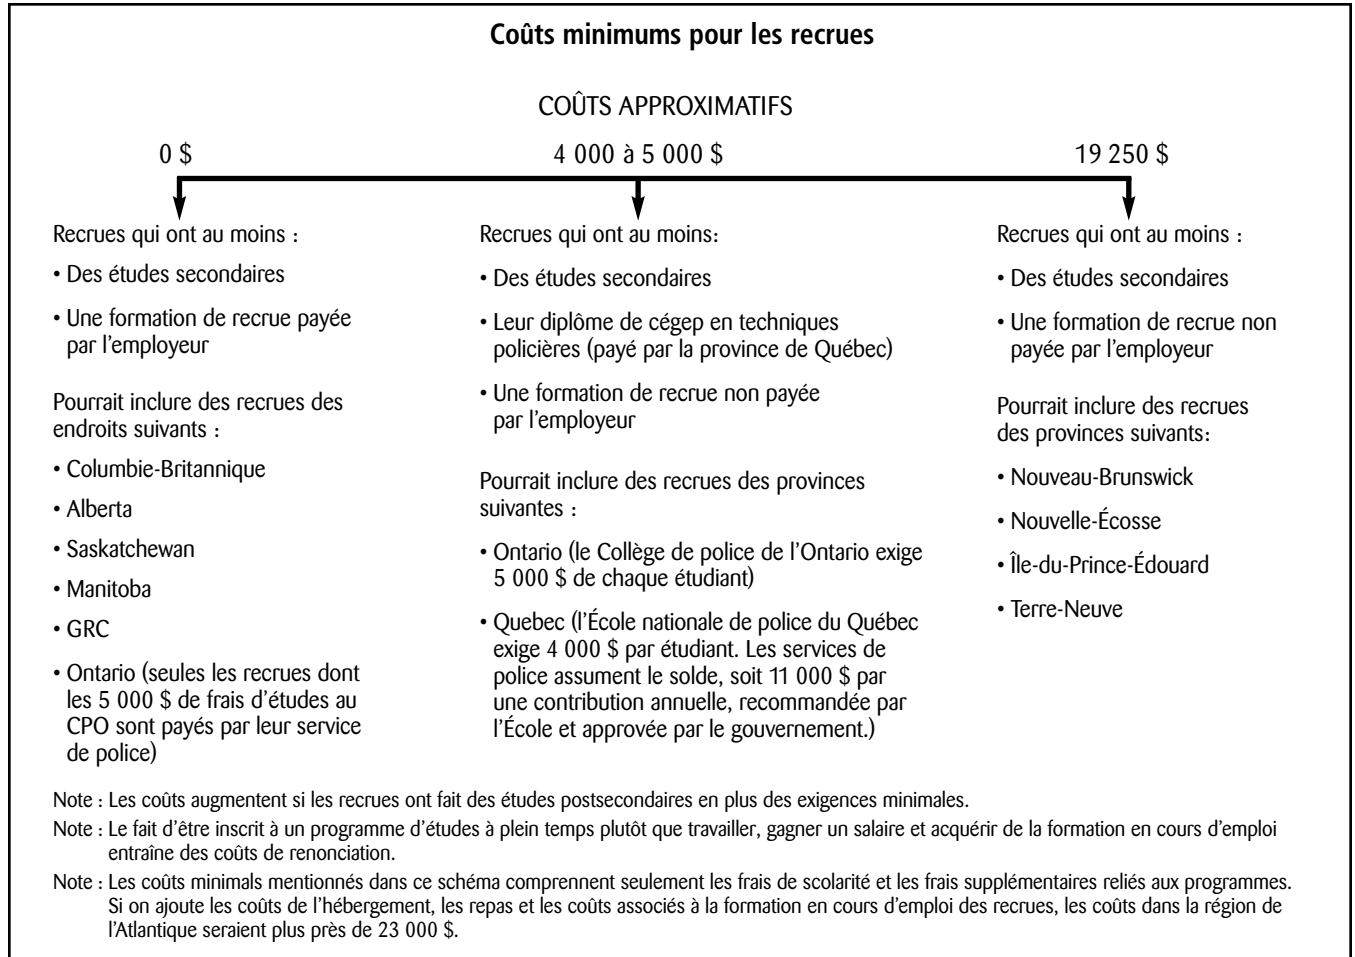 Coûts minimums pour les recrues
COÛTS APPROXIMATIFS
0 $
4 000 à 5 000 $
19 250 $
Recrues qui ont au moins :
• Des études secondaires
• Une formation de recrue payée
par l'employeur
Pourrait inclure des recrues des
endroits suivants :
• Columbie-Britannique
• Alberta
• Saskatchewan
• Manitoba
• GRC
• Ontario (seules les recrues dont
les 5 000 $ de frais d'études au
CPO sont payés par leur service
de police)
Recrues qui ont au moins:
• Des études secondaires
• Leur diplôme de cégep en techniques
policières (payé par la province de Québec)
• Une formation de recrue non payée
par l'employeur
Pourrait inclure des recrues des provinces
suivantes :
• Ontario (le Collège de police de l'Ontario exige
5 000 $ de chaque étudiant)
• Quebec (l'École nationale de police du Québec
exige 4 000 $ par étudiant. Les services de
police assument le solde, soit 11 000 $ par
une contribution annuelle, recommandée par
l'École et approvée par le gouvernement.)
Recrues qui ont au moins :
• Des études secondaires
• Une formation de recrue non
payée par l'employeur
Pourrait inclure des recrues
des provinces suivants:
• Nouveau-Brunswick
• Nouvelle-Écosse
• Île-du-Prince-Édouard
• Terre-Neuve
Note : Les coûts augmentent si les recrues ont fait des études postsecondaires en plus des exigences minimales.
Note : Le fait d'être inscrit à un programme d'études à plein temps plutôt que travailler, gagner un salaire et acquérir de la formation en cours d'emploi
entraîne des coûts de renonciation.
Note : Les coûts minimals mentionnés dans ce schéma comprennent seulement les frais de scolarité et les frais supplémentaires reliés aux programmes.
Si on ajoute les coûts de l'hébergement, les repas et les coûts associés à la formation en cours d'emploi des recrues, les coûts dans la région de
l'Atlantique seraient plus près de 23 000 $.